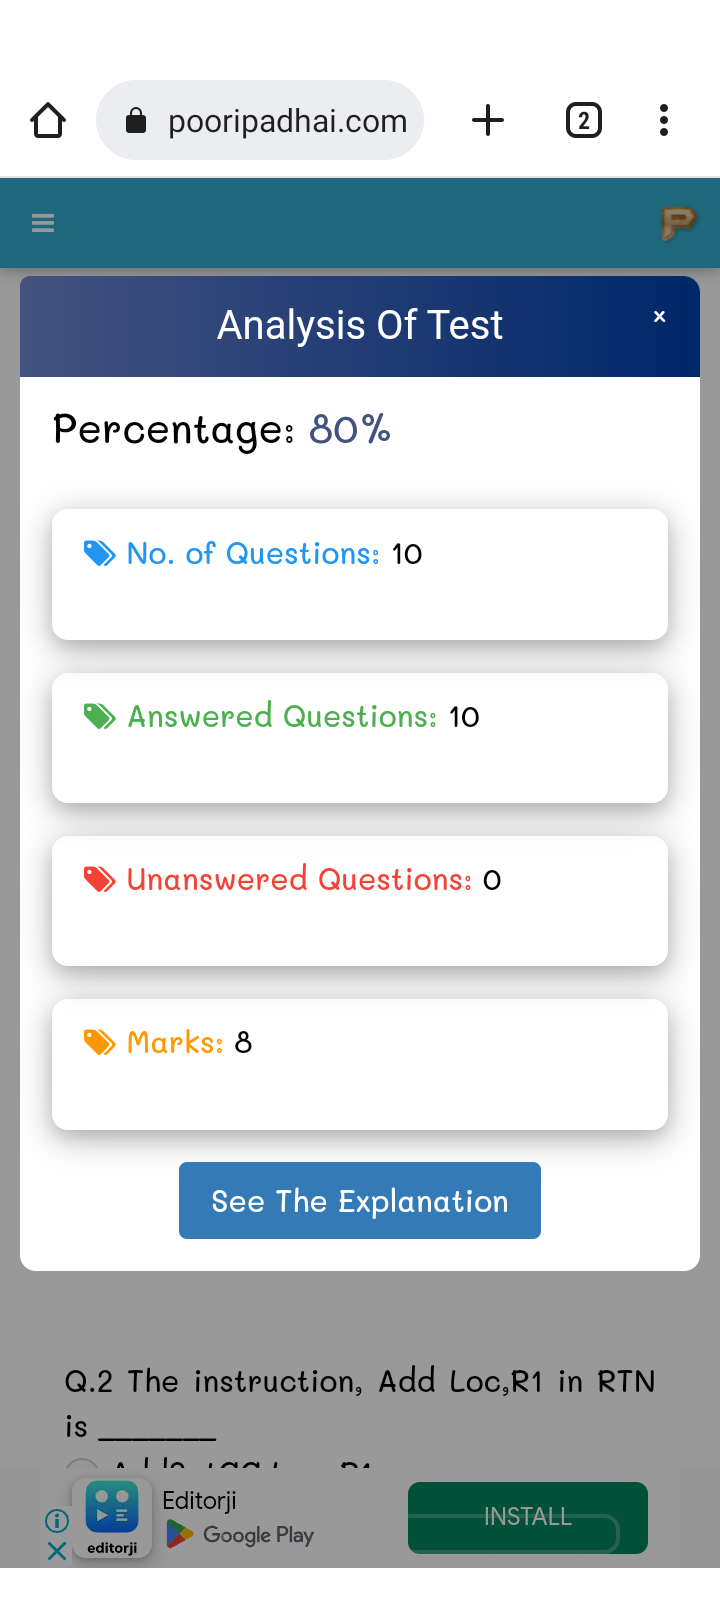 pooripadhai.com
2
P
Analysis Of Test
×
Percentage: 80%
No. of Questions: 10
Answered Questions: 10
Unanswered Questions: 0
Marks: 8
See The Explanation
Q.2 The instruction, Add Loc,R1 in RTN
is _______
Editorji
Google Play
INSTALL
editorji